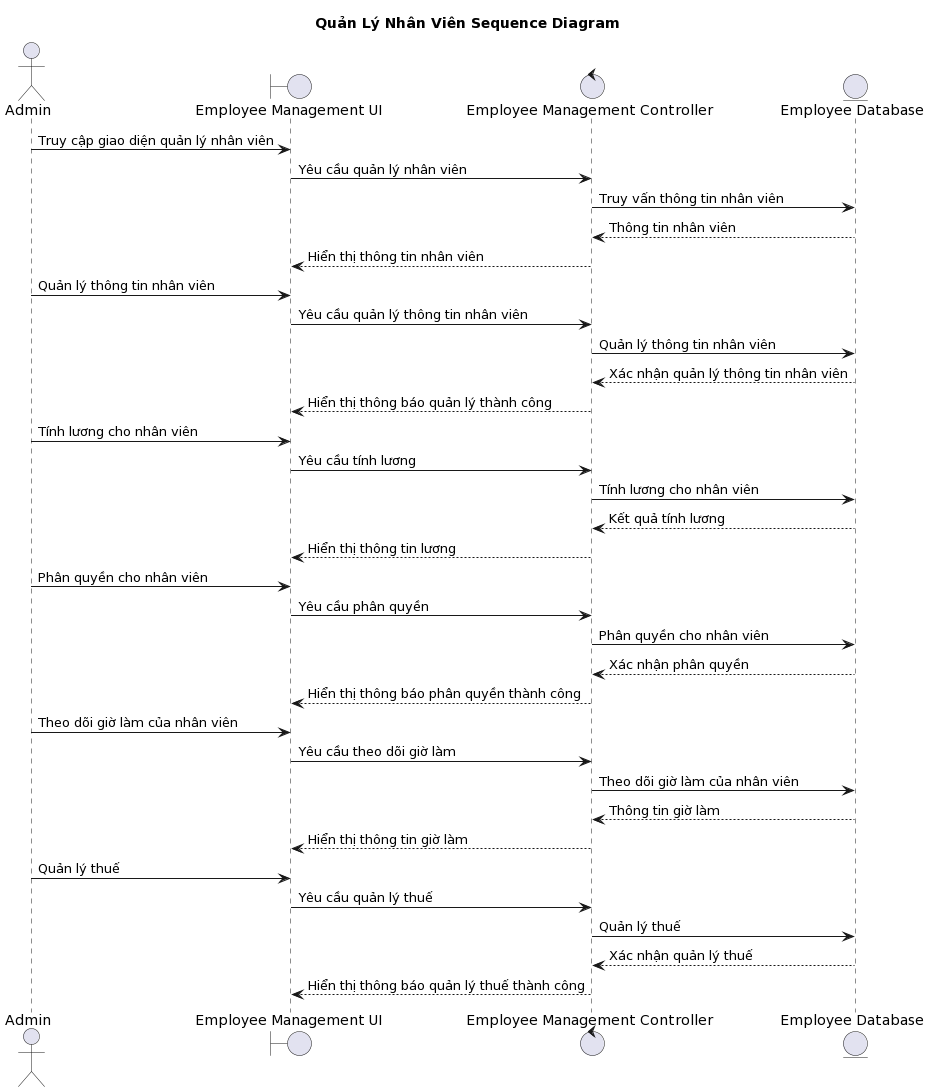 Quản Lý Nhân Viên Sequence Diagram
Admin
Employee Management UI
Employee Management Controller
Employee Database
Truy cập giao diện quản lý nhân viên
Yêu cầu quản lý nhân viên
Truy vấn thông tin nhân viên
Thông tin nhân viên
Hiển thị thông tin nhân viên
Quản lý thông tin nhân viên
Yêu cầu quản lý thông tin nhân viên
Quản lý thông tin nhân viên
Xác nhận quản lý thông tin nhân viên
Hiển thị thông báo quản lý thành công
Tính lương cho nhân viên
Yêu cầu tính lương
Tính lương cho nhân viên
Kết quả tính lương
Hiển thị thông tin lương
Phân quyền cho nhân viên
Yêu cầu phân quyền
Phân quyền cho nhân viên
Xác nhận phân quyền
Hiển thị thông báo phân quyền thành công
Theo dõi giờ làm của nhân viên
Yêu cầu theo dõi giờ làm
Theo dõi giờ làm của nhân viên
Thông tin giờ làm
Hiển thị thông tin giờ làm
Quản lý thuế
Yêu cầu quản lý thuế
Quản lý thuế
Xác nhận quản lý thuế
Hiển thị thông báo quản lý thuế thành công
Admin
Employee Management UI
Employee Management Controller
Employee Database